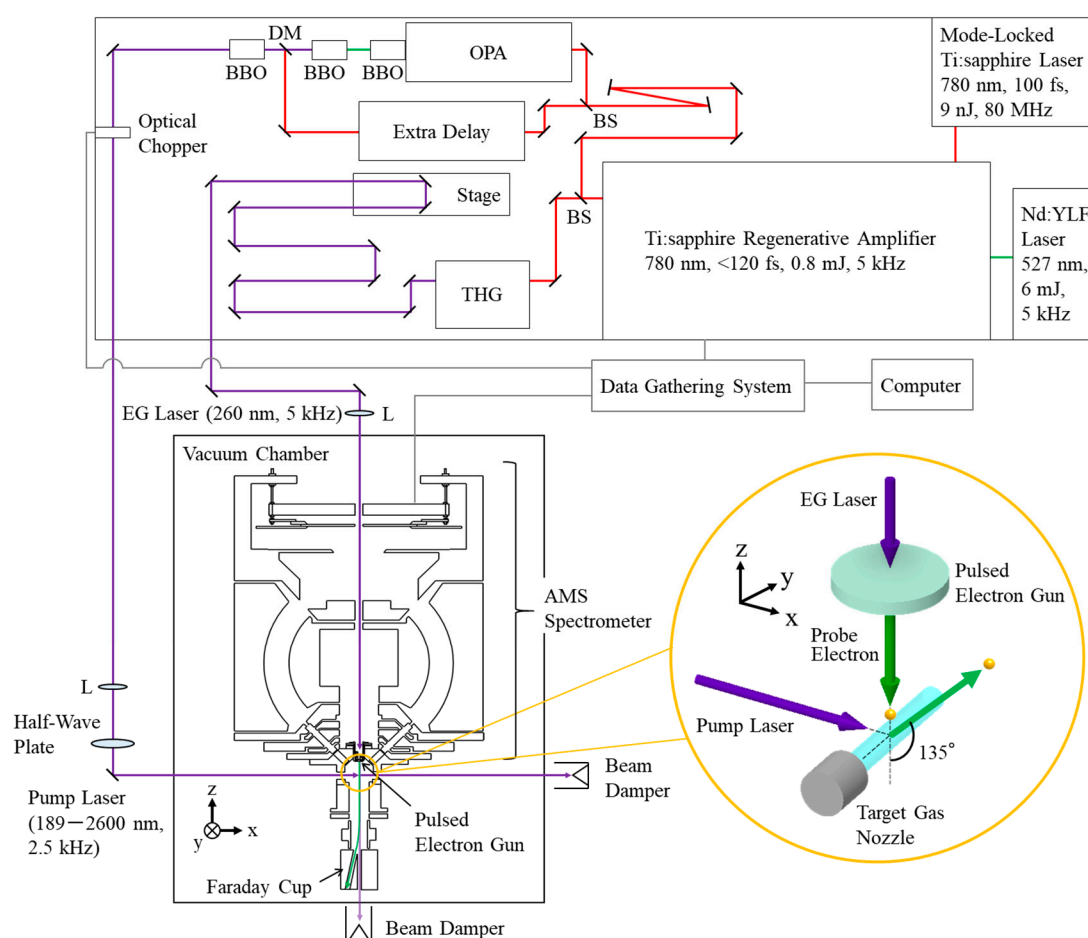 DM
BBO
BBO
BBO
OPA
Mode-Locked
Ti:sapphire Laser
780 nm, 100 fs,
9 nJ, 80 MHz
Optical
Chopper
Extra Delay
BS
Stage
BS
Ti:sapphire Regenerative Amplifier
780 nm, <120 fs, 0.8 mJ, 5 kHz
Nd:YLF
Laser
527 nm,
6 mJ,
5 kHz
THG
Data Gathering System
Computer
EG Laser (260 nm, 5 kHz)
L
Vacuum Chamber
AMS
Spectrometer
L
Half-Wave
Plate
Pump Laser
(189－2600 nm,
2.5 kHz)
z
y
x
Beam
Damper
Pulsed
Electron Gun
Faraday Cup
Beam Damper
EG Laser
z
y
x
Pulsed
Electron Gun
Probe
Electron
Pump Laser
135°
Target Gas
Nozzle